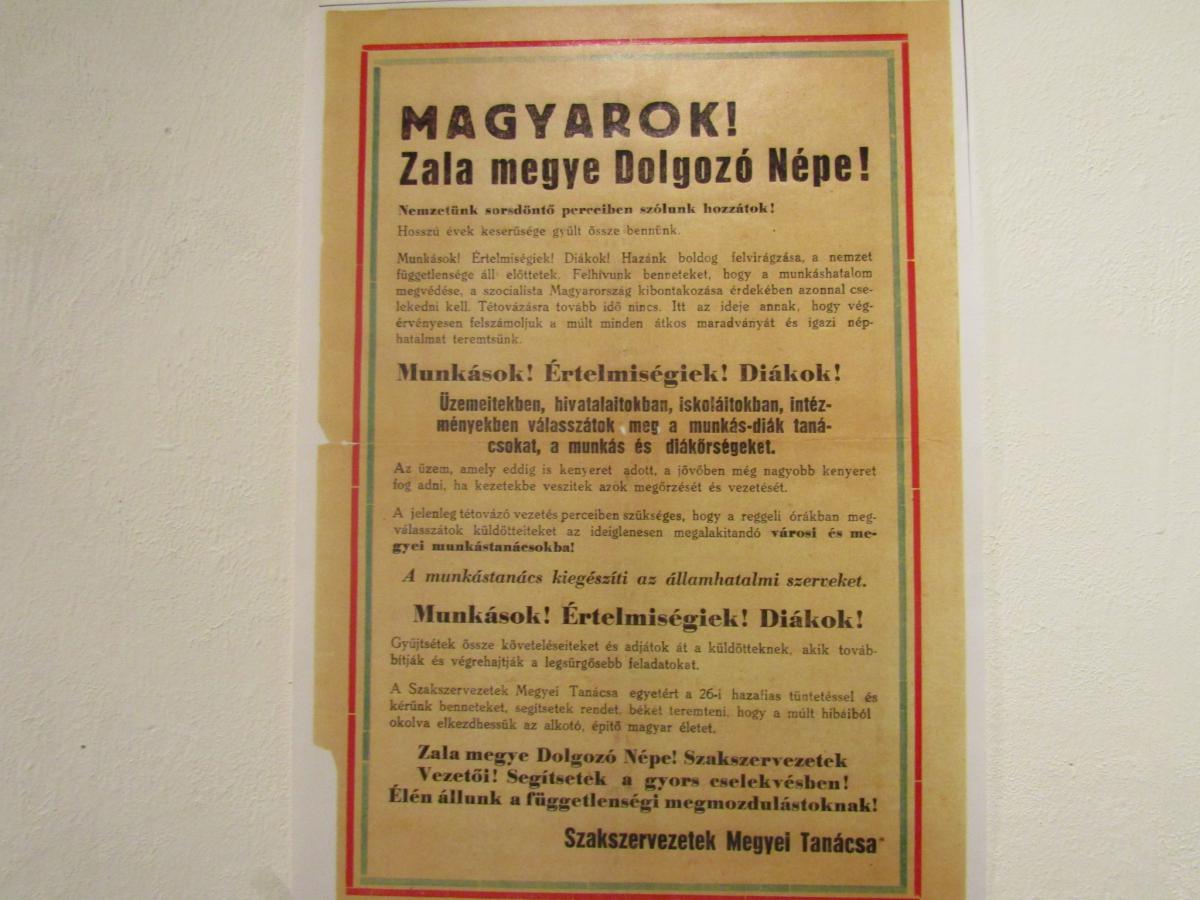 MAGYAROK!
Zala megye Dolgozó Népe!
Nemzetünk sorsdöntő perceiben szólunk hozzátok!
Hosszú évek keserűsége gyűlt össze bennünk.
Munkások! Értelmiségiek! Diákok! Hazánk boldog felvirágzása, a nemzet
függetlensége áll előttetek. Felhívunk benneteket, hogy a munkáshatalom
megvédése, a szocialista Magyarország kibontakozása érdekében azonnal cse-
lekedni kell. Tétovázásra tovább idő nincs. Itt az ideje annak, hogy vég-
érvényesen felszámoljuk a múlt minden átkos maradványát és igazi nép-
hatalmat teremtsünk.
Munkások! Értelmiségiek! Diákok!
Üzemeitekben, hivatalaitokban, iskoláitokban, intéz-
ményekben válasszátok meg a munkás-diák taná-
csokat, a munkás és diákőrségeket.
Az üzem, amely eddig is kenyeret adott, a jövőben még nagyobb kenyeret
fog adni, ha kezetekbe veszitek azok megőrzését és vezetését.
A jelenleg tétovázó vezetés perceiben szükséges, hogy a reggeli órákban meg-
válasszátok küldötteiteket az ideiglenesen megalakitandó városi és me-
gyei munkástanácsokba!
A munkástanács kiegészíti az államhatalmi szerveket.
Munkások! Értelmiségiek! Diákok!
Gyűjtsétek össze követeléseiteket és adjátok át a küldötteknek, akik továb-
bítják és végrehajtják a legsürgősebb feladatokat.
A Szakszervezetek Megyei Tanácsa egyetért a 26-i hazafias tüntetéssel és
kérünk benneteket, segítsetek rendet, békét teremteni, hogy a múlt hibáiból
okolva elkezdhessük az alkotó, építő magyar életet.
Zala megye Dolgozó Népe! Szakszervezetek
Vezetői! Segítsetek a gyors cselekvésben!
Élén állunk a függetlenségi megmozdulástoknak!
Szakszervezetek Megyei Tanácsa